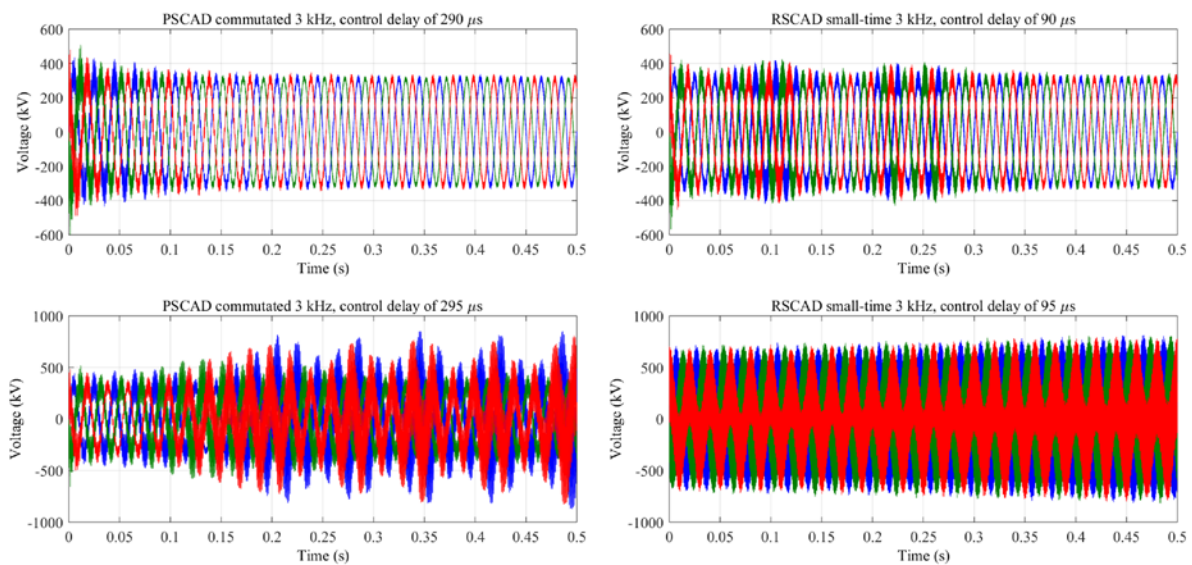 PSCAD commutated 3 kHz, control delay of 290 μs
600
400
200
0
-200
-400
-600
Voltage (kV)
0 0.05 0.1 0.15 0.2 0.25 0.3 0.35 0.4 0.45 0.5
Time (s)
RSCAD small-time 3 kHz, control delay of 90 μs
600
400
200
0
-200
-400
-600
Voltage (kV)
0 0.05 0.1 0.15 0.2 0.25 0.3 0.35 0.4 0.45 0.5
Time (s)
PSCAD commutated 3 kHz, control delay of 295 μs
1000
500
0
-500
-1000
Voltage (kV)
0 0.05 0.1 0.15 0.2 0.25 0.3 0.35 0.4 0.45 0.5
Time (s)
RSCAD small-time 3 kHz, control delay of 95 μs
1000
500
0
-500
-1000
Voltage (kV)
0 0.05 0.1 0.15 0.2 0.25 0.3 0.35 0.4 0.45 0.5
Time (s)